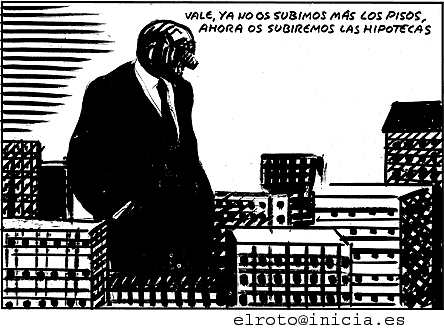 VALE, YA NO OS SUBIMOS MÁS LOS PISOS,
AHORA OS SUBIREMOS LAS HIPOTECAS
elroto@inicia.es